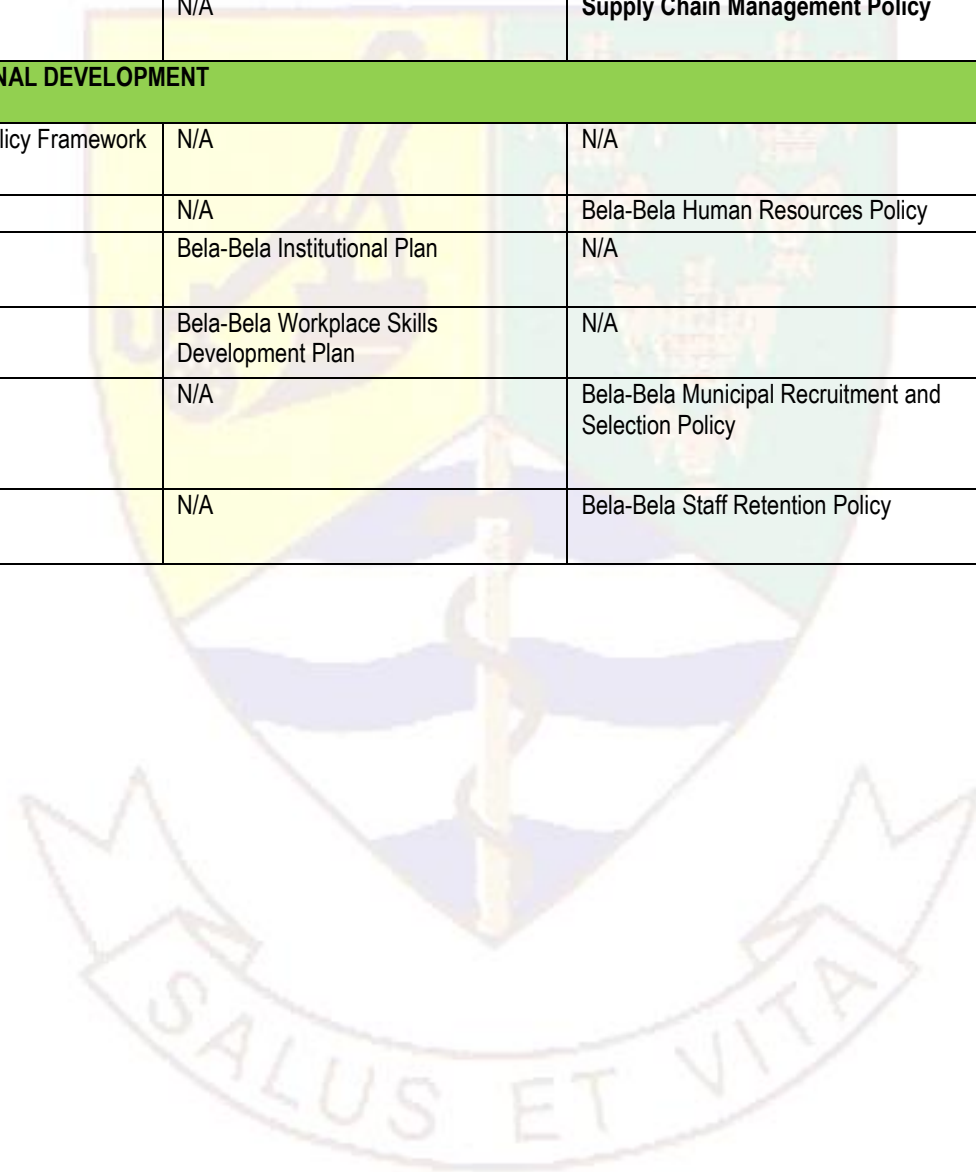 N/A Supply Chain Management Policy
NAL DEVELOPMENT
licy Framework N/A N/A
N/A Bela-Bela Human Resources Policy
Bela-Bela Institutional Plan N/A
Bela-Bela Workplace Skills N/A
Development Plan
N/A Bela-Bela Municipal Recruitment and
Selection Policy
N/A Bela-Bela Staff Retention Policy
SALUS ET VITA